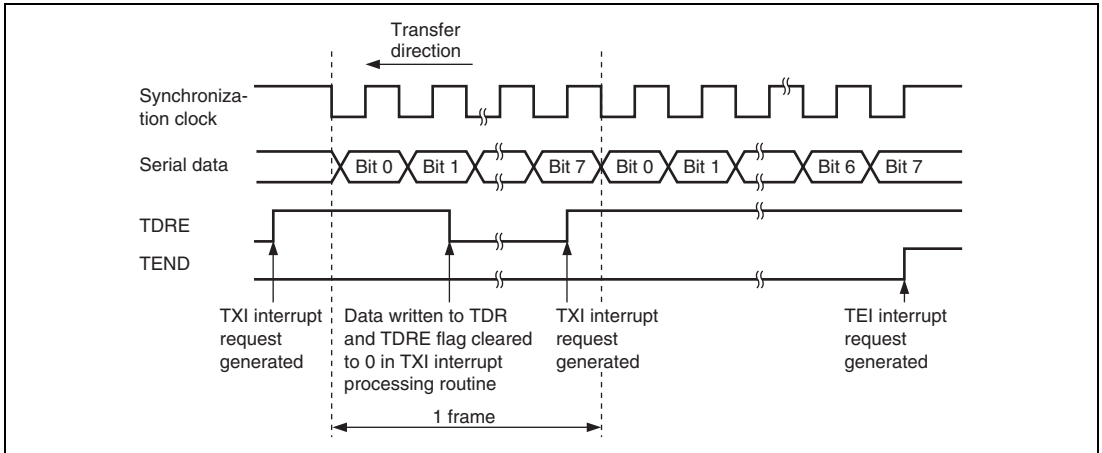 Transfer
direction
Synchroniza-
tion clock
Serial data
Bit 0
Bit 1
Bit 7
Bit 0
Bit 1
Bit 6
Bit 7
TDRE
TEND
TXI interrupt
request
generated
Data written to TDR
and TDRE flag cleared
to 0 in TXI interrupt
processing routine
TXI interrupt
request
generated
TEI interrupt
request
generated
1 frame